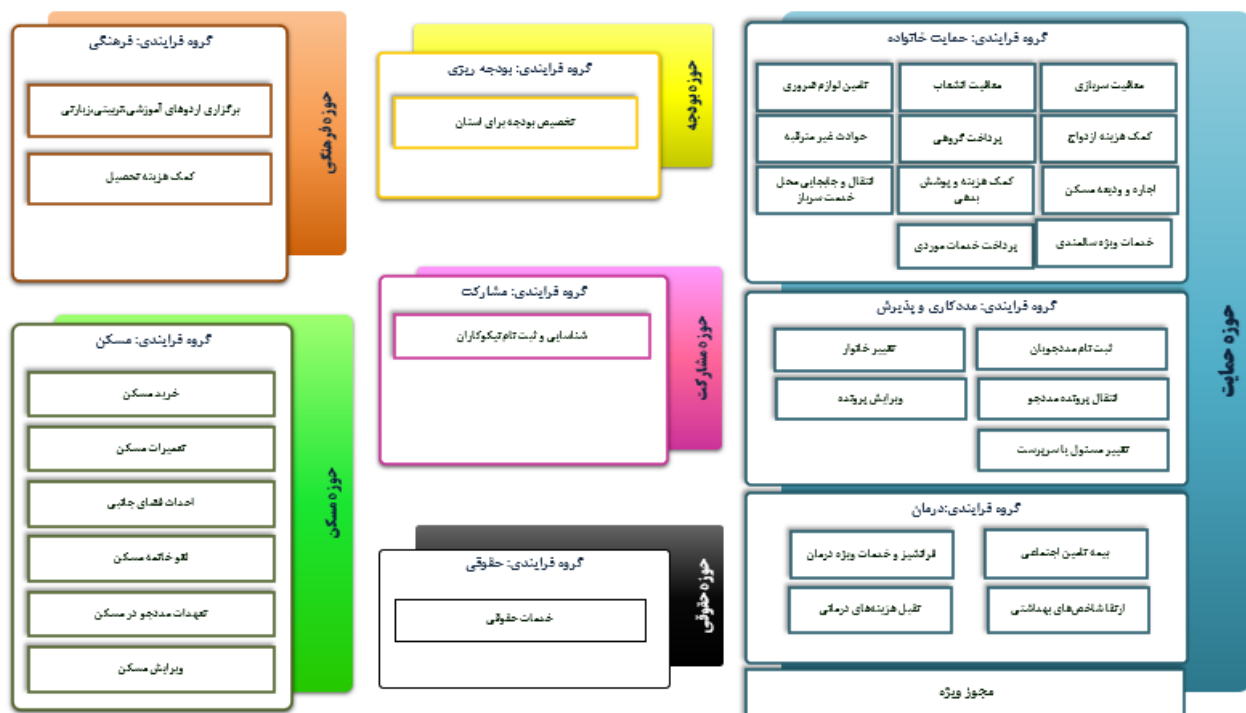 حوزه حمایت
گروه فرایندی: حمایت خانواده
معافیت سربازی
معافیت انشعاب
تامین لوازم ضروری
کمک هزینه ازدواج
پرداخت گروهی
حوادث غیر مترقبه
اجاره و ودیعه مسکن
کمک هزینه و پوشش
بدهی
انتقال و جابجایی محل
خدمت سرباز
خدمات ویژه سالمندی
پرداخت خدمات موردی
گروه فرایندی: مددکاری و پذیرش
ثبت نام مددجویان
تغییر خانوار
انتقال پرونده مددجو
ویرایش پرونده
تغییر مسئول یا سرپرست
گروه فرایندی:درمان
بیمه تامین اجتماعی
فرانشیز و خدمات ویژه درمان
ارتقا شاخص‌های بهداشتی
تقبل هزینه‌های درمانی
مجوز ویژه
حوزه بودجه
گروه فرایندی: بودجه ریزی
تخصیص بودجه برای استان
حوزه مشارکت
گروه فرایندی: مشارکت
شناسایی و ثبت نام نیکوکاران
حوزه حقوقی
گروه فرایندی: حقوقی
خدمات حقوقی
حوزه فرهنگی
گروه فرایندی: فرهنگی
برگزاری اردوهای آموزشی،تربیتی،زیارتی
کمک هزینه تحصیل
حوزه مسکن
گروه فرایندی: مسکن
خرید مسکن
تعمیرات مسکن
احداث فضای جانبی
لغو خاتمه مسکن
تعهدات مددجو در مسکن
ویرایش مسکن